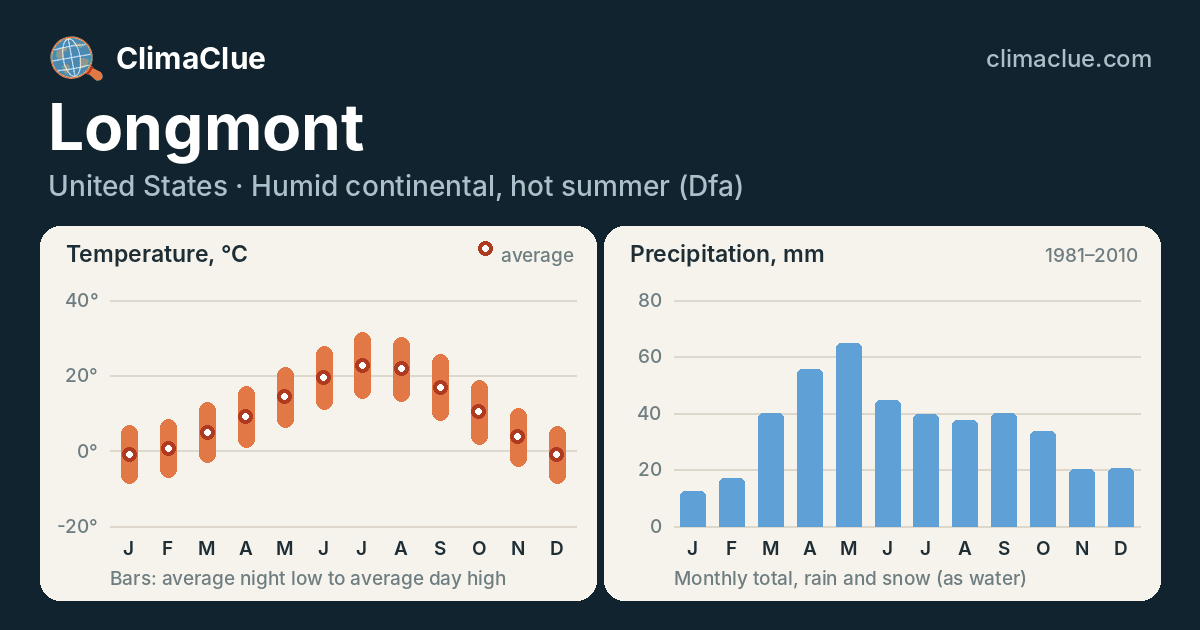 ClimaClue
climaclue.com
Longmont
United States · Humid continental, hot summer (Dfa)
Temperature, °C
average
40°
20°
0°
-20°
J F M A M J J A S O N D
Bars: average night low to average day high
Precipitation, mm
1981–2010
80
60
40
20
0
J F M A M J J A S O N D
Monthly total, rain and snow (as water)